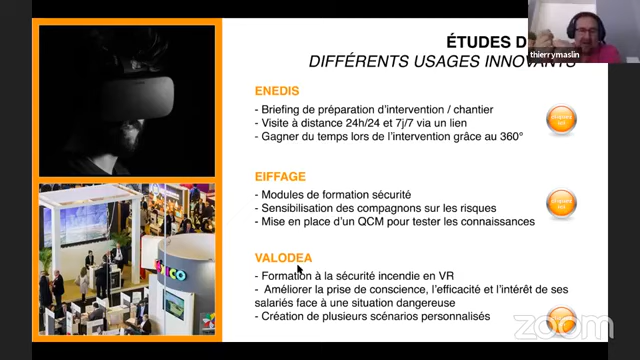 ÉTUDES D
DIFFÉRENTS USAGES INNOVANTS
thierrymaslin
ENEDIS
- Briefing de préparation d'intervention / chantier
- Visite à distance 24h/24 et 7j/7 via un lien
- Gagner du temps lors de l'intervention grâce au 360°
EIFFAGE
- Modules de formation sécurité
- Sensibilisation des compagnons sur les risques
- Mise en place d'un QCM pour tester les connaissances
VALODEA
- Formation à la sécurité incendie en VR
- Améliorer la prise de conscience, l'efficacité et l'intérêt de ses
salariés face à une situation dangereuse
- Création de plusieurs scénarios personnalisés
zoom